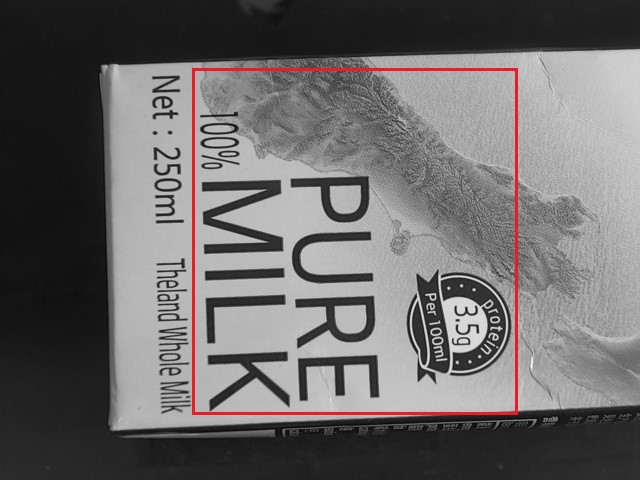 3.5g protein
Per 100ml
PURE
100% MILK
Net : 250ml Theland Whole Milk